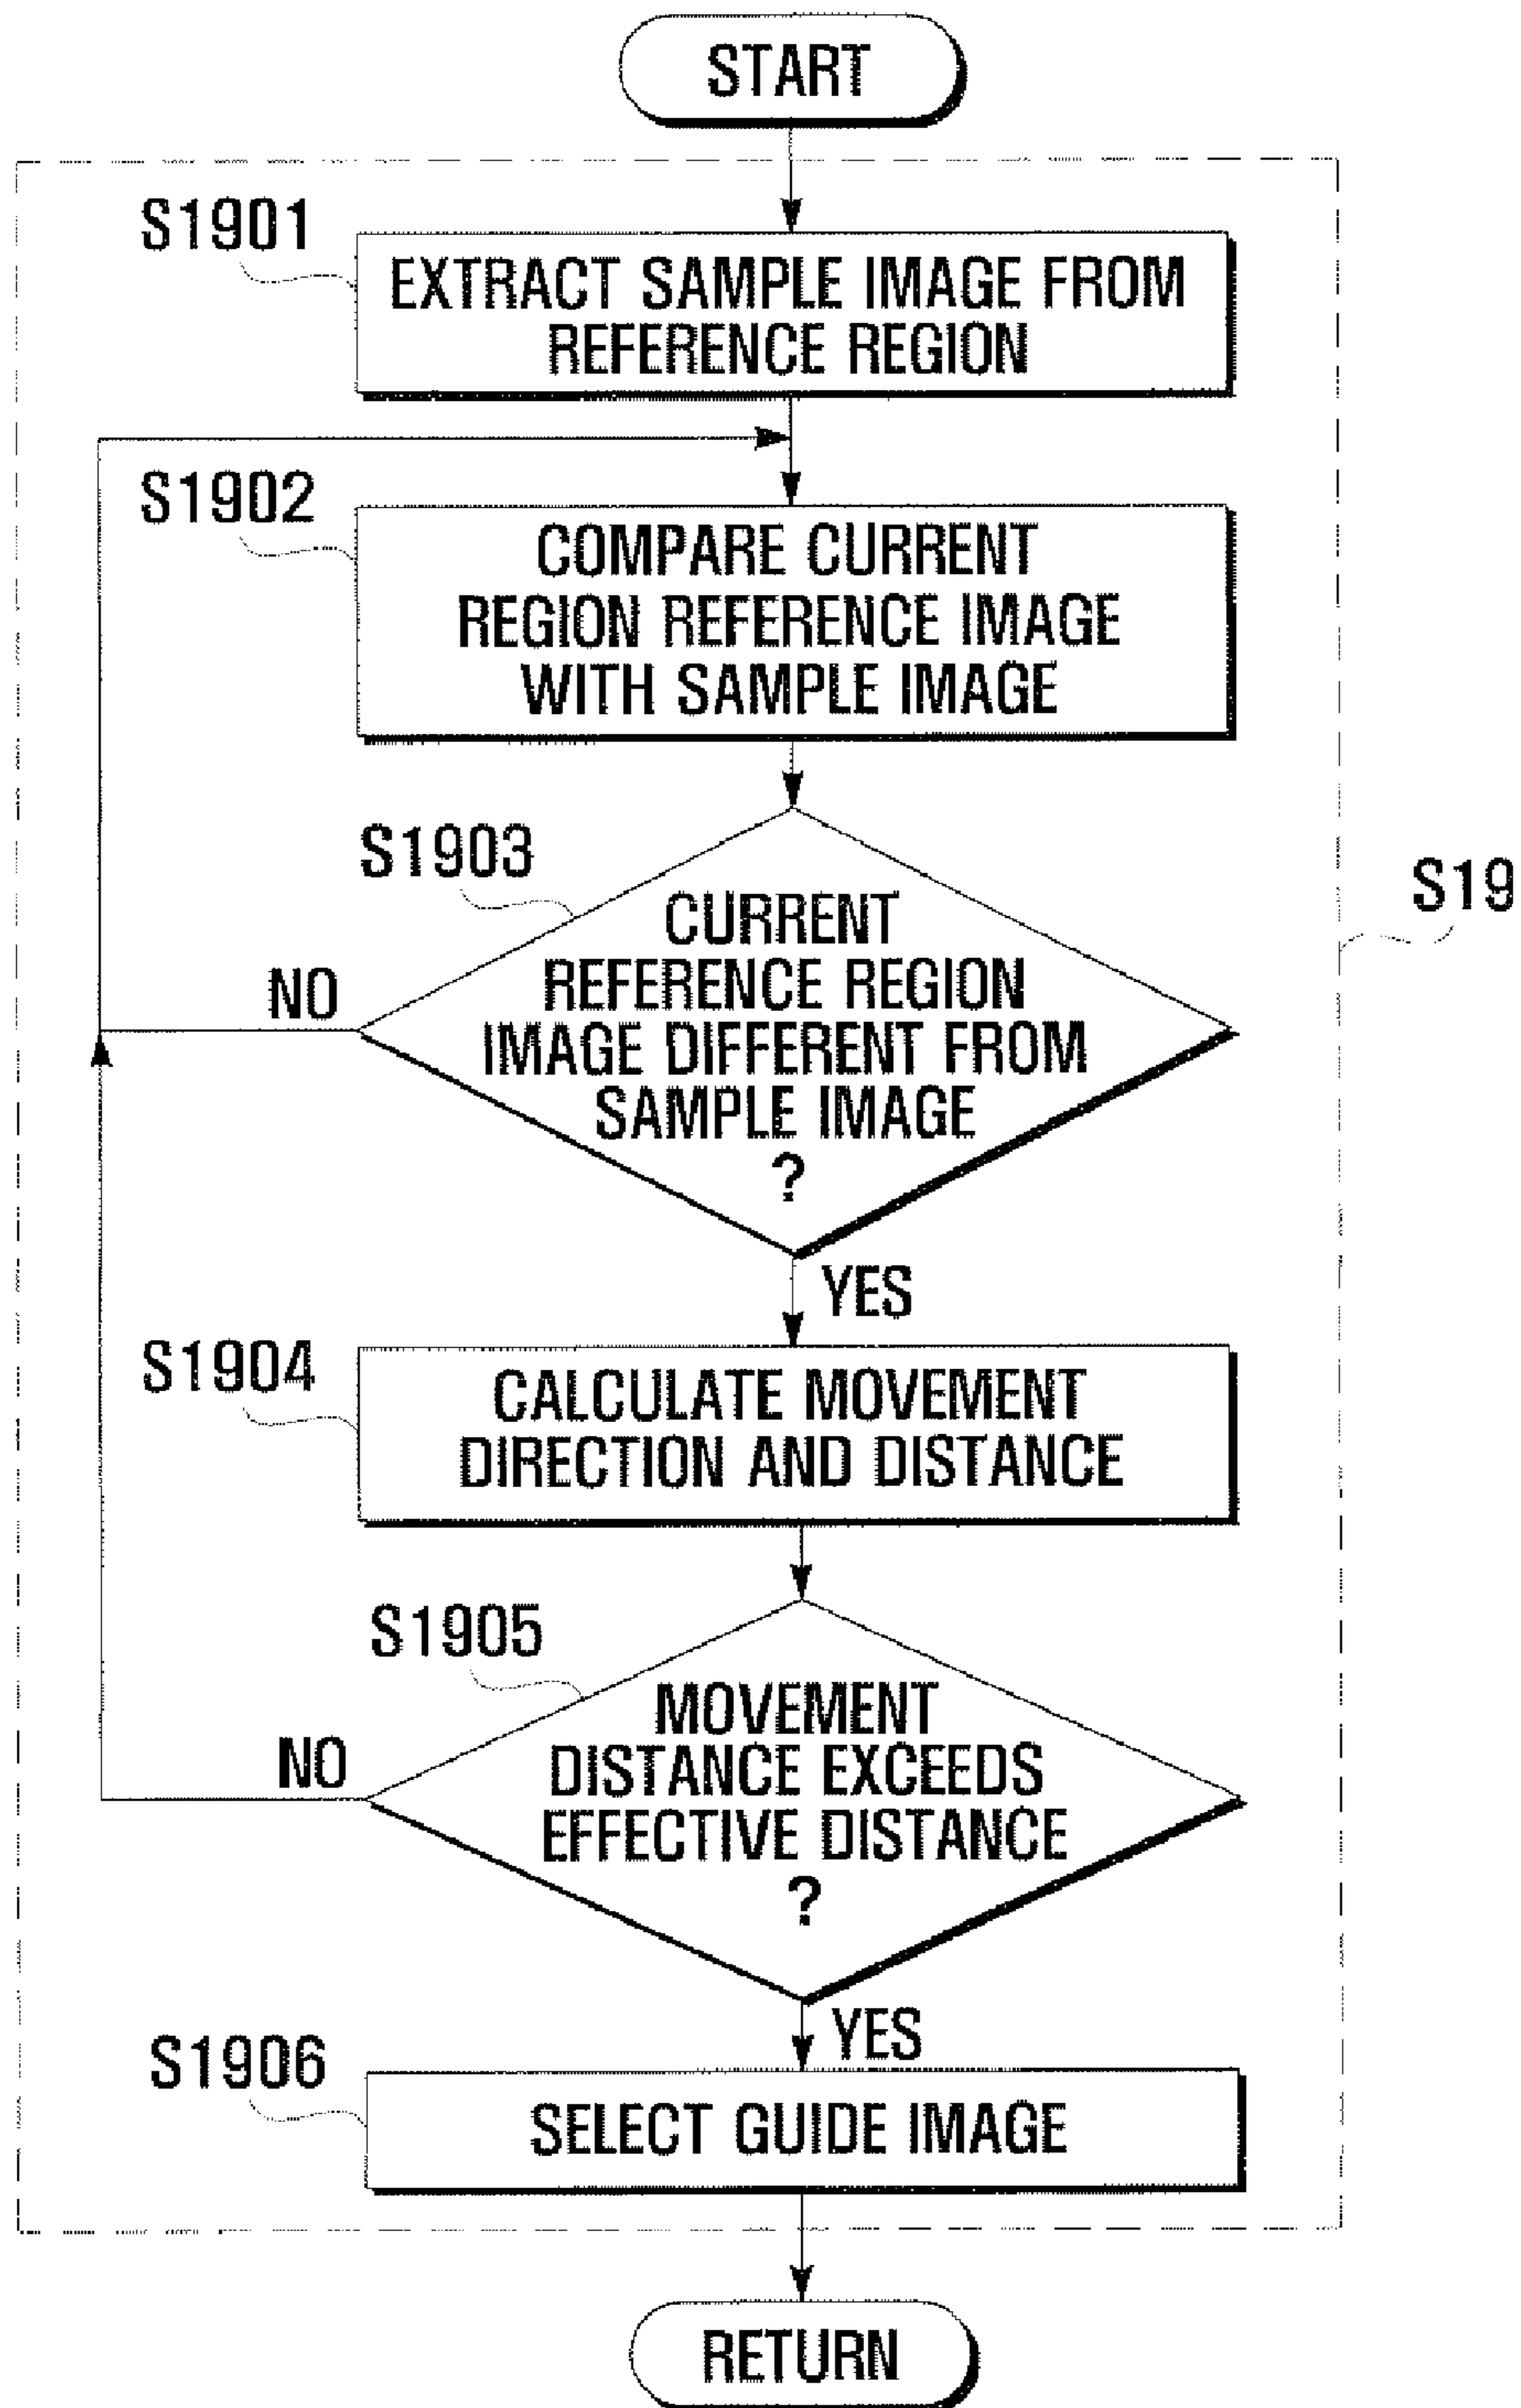 START
S1901
EXTRACT SAMPLE IMAGE FROM
REFERENCE REGION
S1902
COMPARE CURRENT
REGION REFERENCE IMAGE
WITH SAMPLE IMAGE
S1903
CURRENT
REFERENCE REGION
IMAGE DIFFERENT FROM
SAMPLE IMAGE
?
NO
S19
YES
S1904
CALCULATE MOVEMENT
DIRECTION AND DISTANCE
S1905
MOVEMENT
DISTANCE EXCEEDS
EFFECTIVE DISTANCE
?
NO
YES
S1906
SELECT GUIDE IMAGE
RETURN